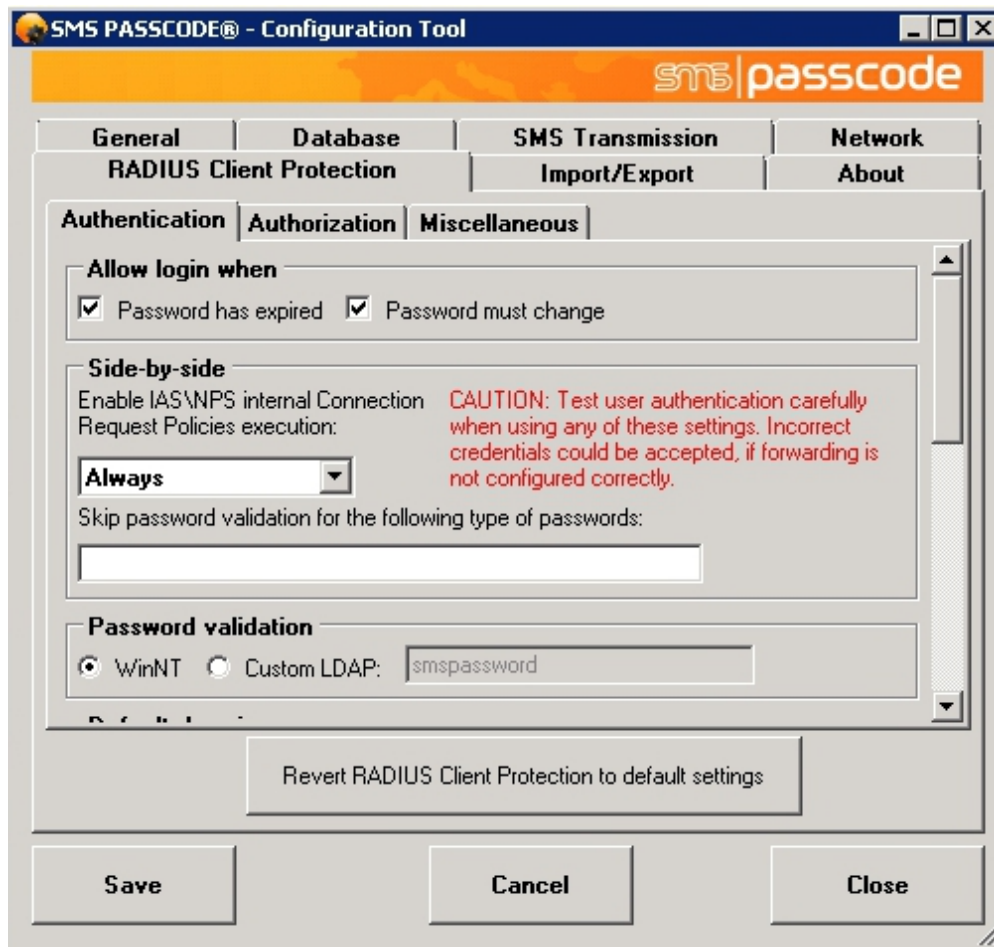 SMS PASSCODE® - Configuration Tool
sms|passcode
General Database SMS Transmission Network
RADIUS Client Protection Import/Export About
Authentication Authorization Miscellaneous
Allow login when
Password has expired Password must change
Side-by-side
Enable IAS\NPS internal Connection
Request Policies execution:
CAUTION: Test user authentication carefully
when using any of these settings. Incorrect
credentials could be accepted, if forwarding is
not configured correctly.
Always
Skip password validation for the following type of passwords:
Password validation
WinNT Custom LDAP: smspassword
Revert RADIUS Client Protection to default settings
Save Cancel Close